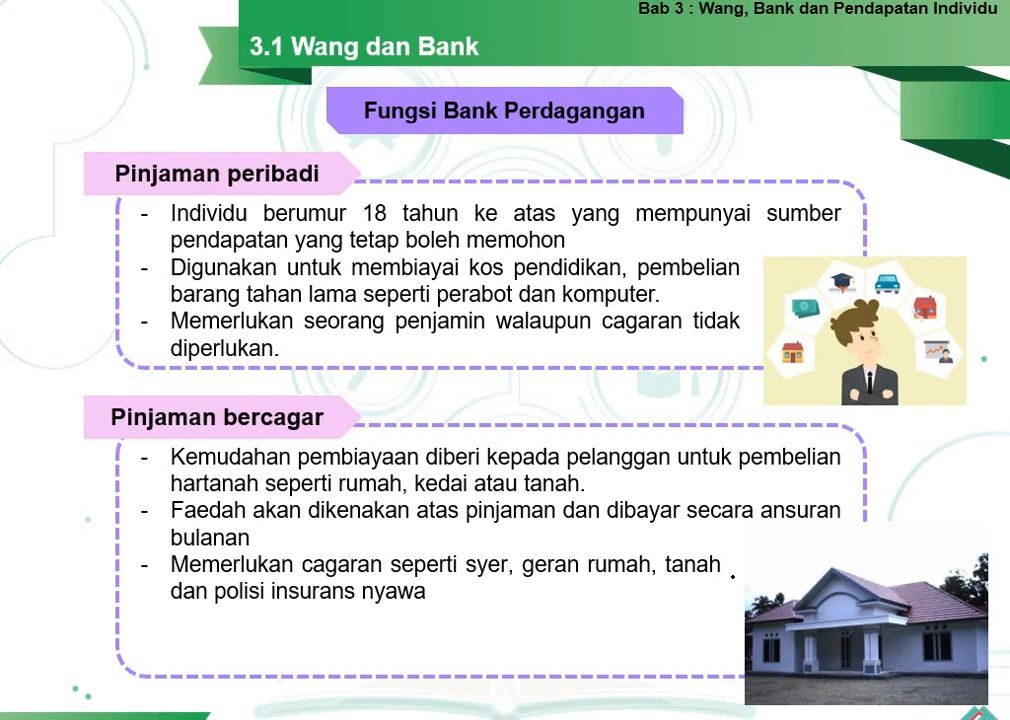 Bab 3 : Wang, Bank dan Pendapatan Individu
3.1 Wang dan Bank
Fungsi Bank Perdagangan
Pinjaman peribadi
- Individu berumur 18 tahun ke atas yang mempunyai sumber
pendapatan yang tetap boleh memohon
- Digunakan untuk membiayai kos pendidikan, pembelian
barang tahan lama seperti perabot dan komputer.
- Memerlukan seorang penjamin walaupun cagaran tidak
diperlukan.
Pinjaman bercagar
- Kemudahan pembiayaan diberi kepada pelanggan untuk pembelian
hartanah seperti rumah, kedai atau tanah.
- Faedah akan dikenakan atas pinjaman dan dibayar secara ansuran
bulanan
- Memerlukan cagaran seperti syer, geran rumah, tanah .
dan polisi insurans nyawa